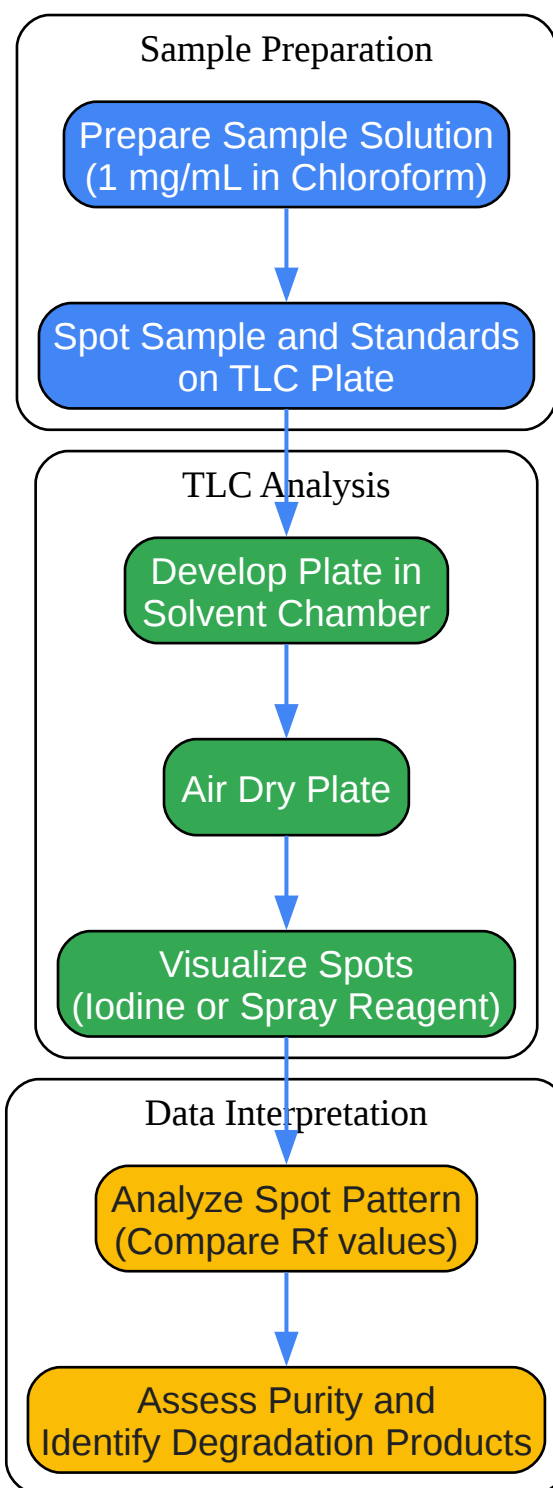 Sample Preparation
Prepare Sample Solution
(1 mg/mL in Chloroform)
Spot Sample and Standards
on TLC Plate
TLC Analysis
Develop Plate in
Solvent Chamber
Air Dry Plate
Visualize Spots
(Iodine or Spray Reagent)
Data Interpretation
Analyze Spot Pattern
(Compare Rf values)
Assess Purity and
Identify Degradation Products